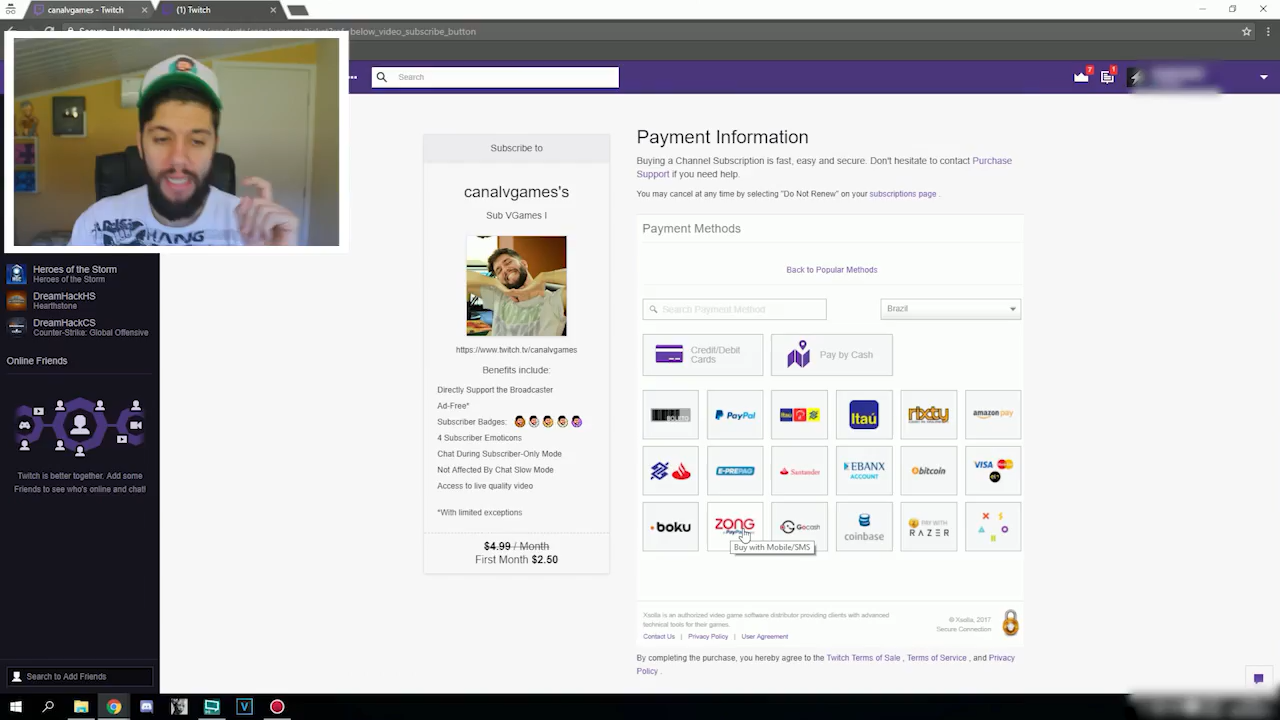 canalvgames - Twitch
(1) Twitch
below_video_subscribe_button
Search
7
1
Heroes of the Storm
Heroes of the Storm
DreamHackHS
Hearthstone
DreamHackCS
Counter-Strike: Global Offensive
Online Friends
Twitch is better together. Add some
Friends to see who's online and chat!
Search to Add Friends
Subscribe to
canalvgames's
Sub VGames I
https://www.twitch.tv/canalvgames
Benefits include:
Directly Support the Broadcaster
Ad-Free*
Subscriber Badges:
4 Subscriber Emoticons
Chat During Subscriber-Only Mode
Not Affected By Chat Slow Mode
Access to live quality video
*With limited exceptions
$4.99 / Month
First Month $2.50
Payment Information
Buying a Channel Subscription is fast, easy and secure. Don't hesitate to contact Purchase
Support if you need help.
You may cancel at any time by selecting "Do Not Renew" on your subscriptions page .
Payment Methods
Back to Popular Methods
Search Payment Method
Brazil
Credit/Debit
Cards
Pay by Cash
PayPal
Itaú
rixty
amazon pay
E-PREPAG
Santander
EBANX
ACCOUNT
bitcoin
VISA
boku
ZONG
Gocash
coinbase
PAY WITH
RAZER
Buy with Mobile/SMS
Xsolla is an authorized video game software distributor providing clients with advanced
technical tools for their games.
Contact Us | Privacy Policy | User Agreement
© Xsolla, 2017
Secure Connection
By completing the purchase, you hereby agree to the Twitch Terms of Sale , Terms of Service , and Privacy
Policy .